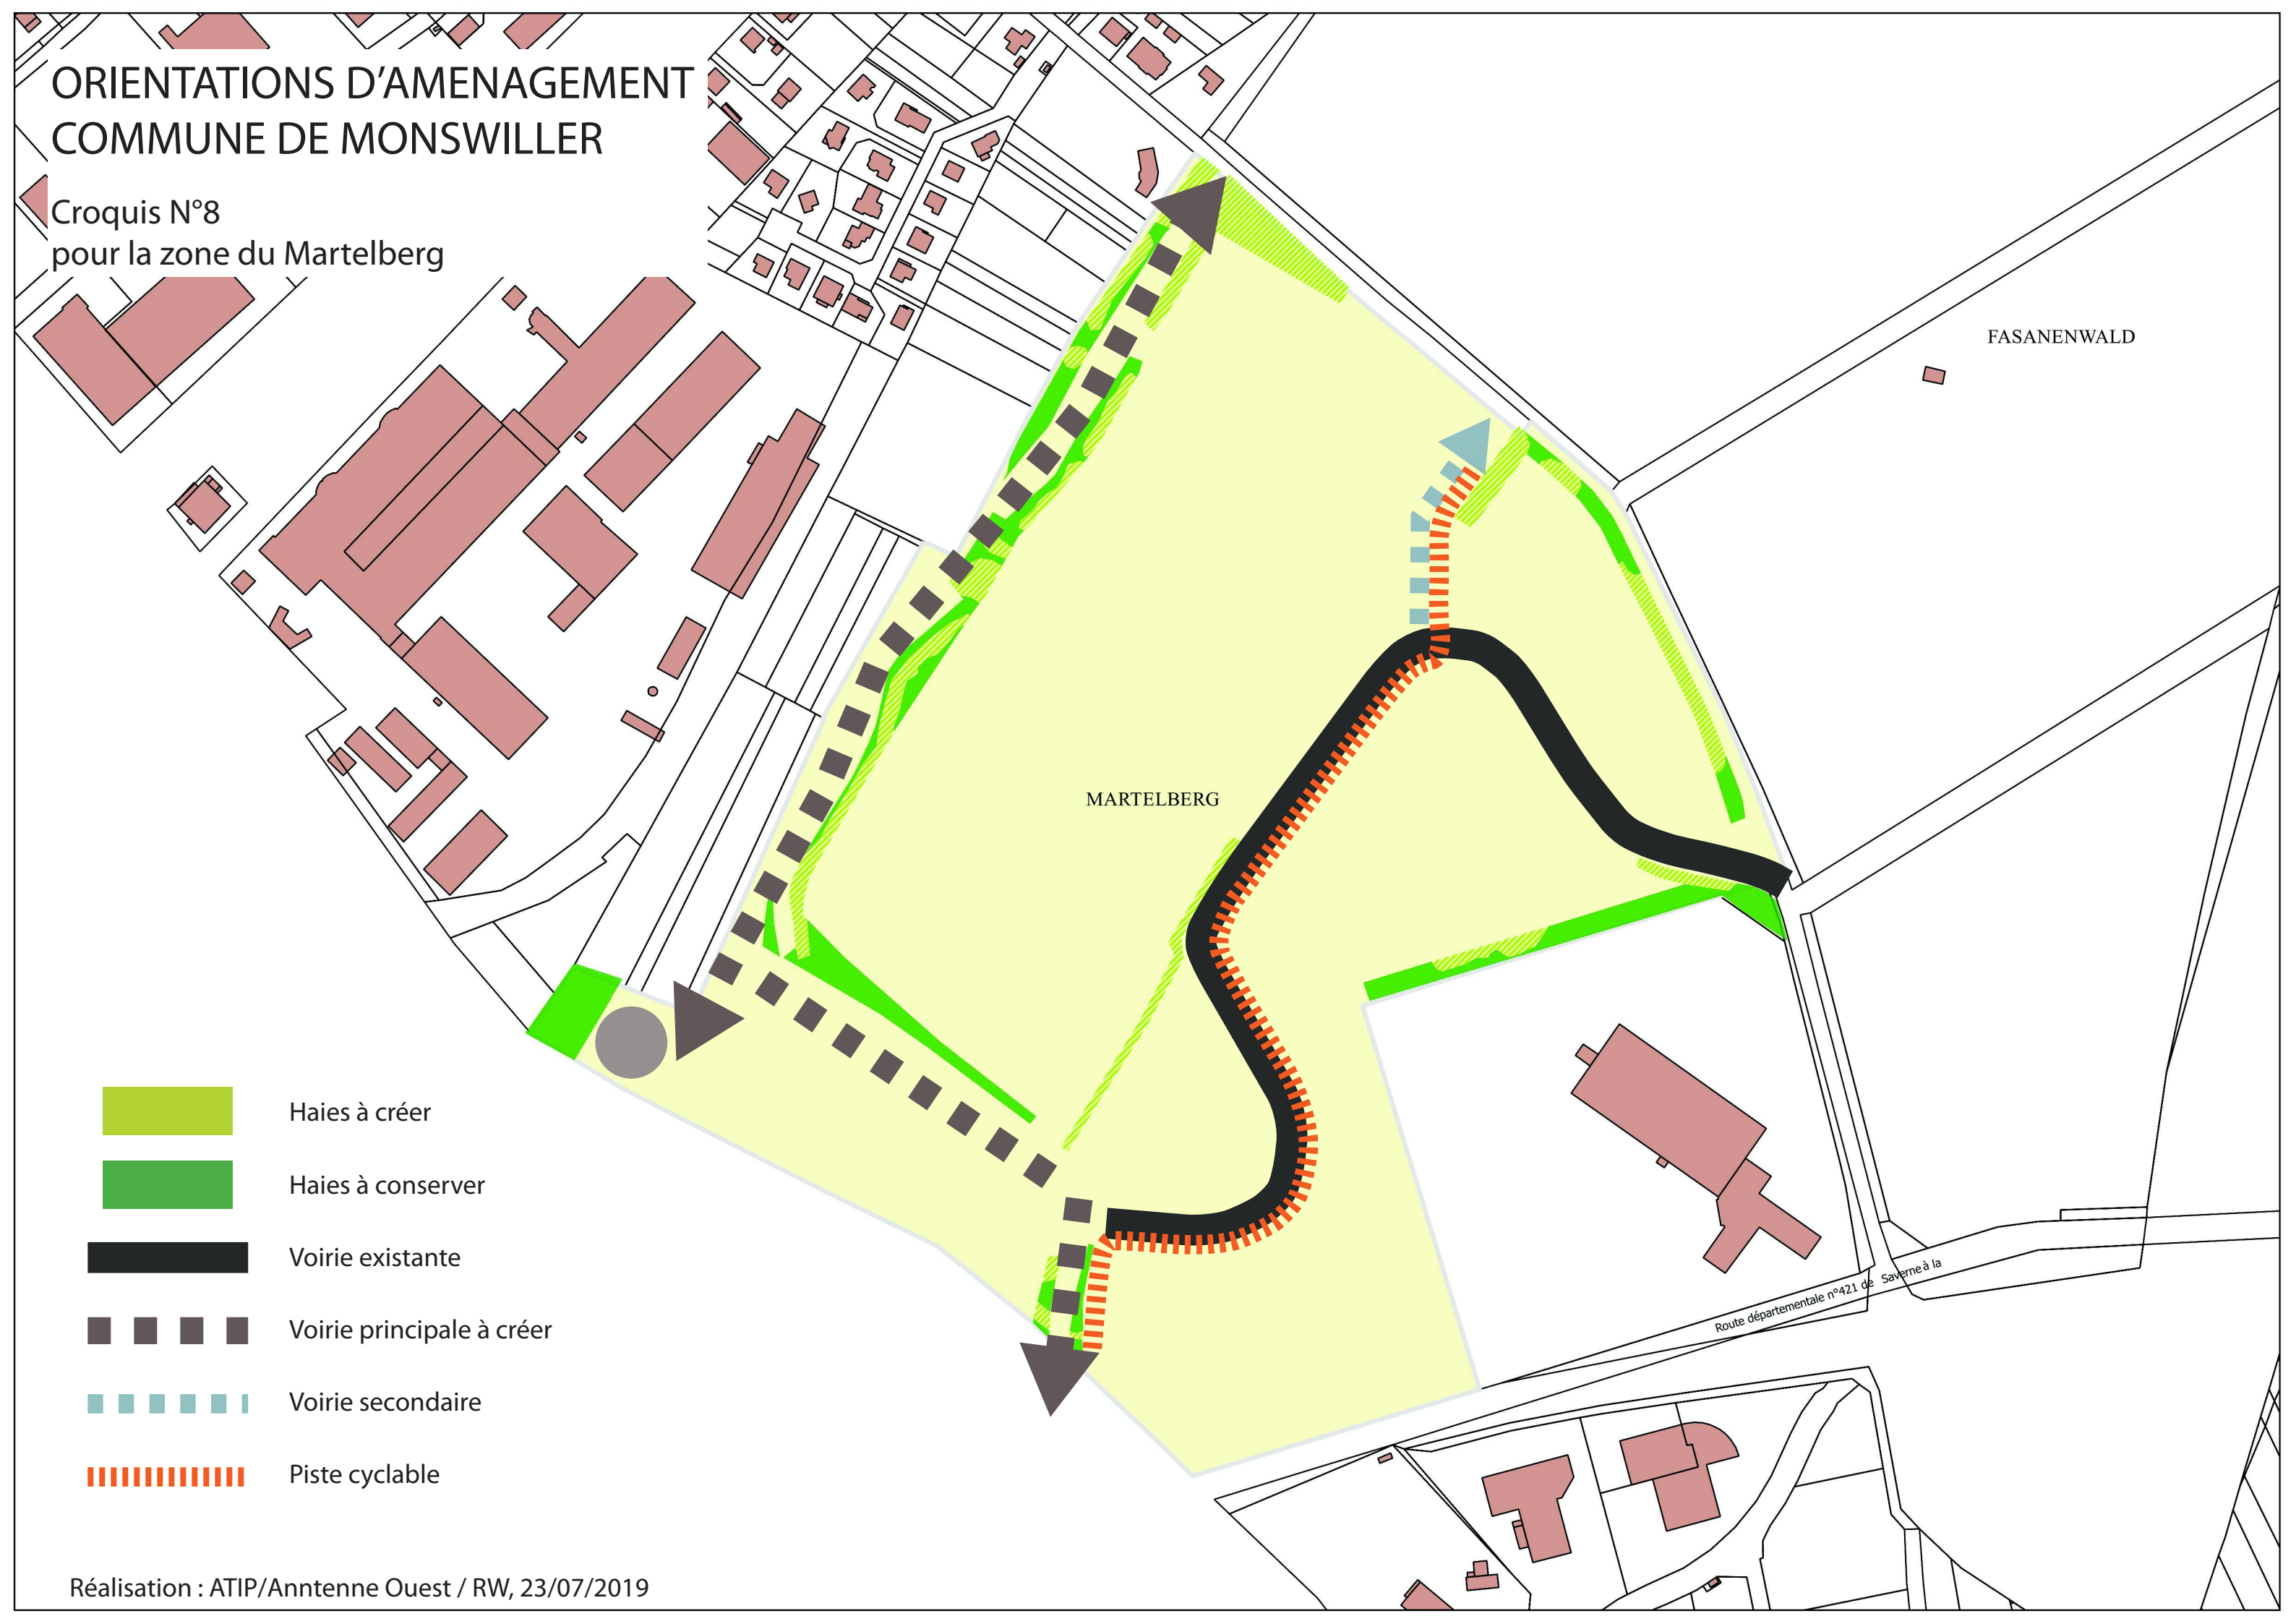 ORIENTATIONS D’AMENAGEMENT
COMMUNE DE MONSWILLER
Croquis N°8
pour la zone du Martelberg
FASANENWALD
MARTELBERG
Haies à créer
Haies à conserver
Voirie existante
Voirie principale à créer
Voirie secondaire
Piste cyclable
Route départementale n°421 de Saverne à la
Réalisation : ATIP/Anntenne Ouest / RW, 23/07/2019